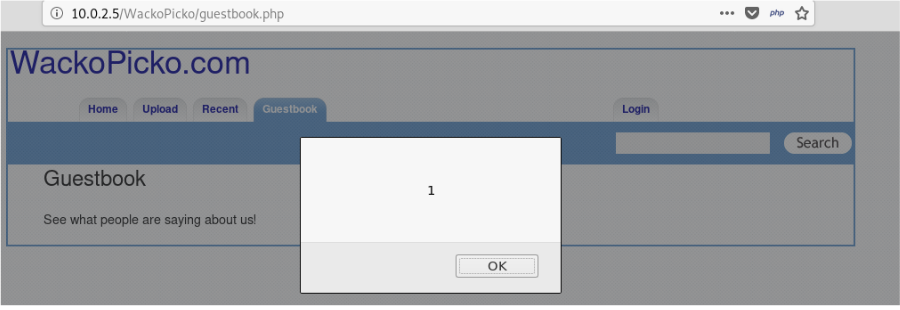 10.0.2.5/WackoPicko/guestbook.php
php
WackoPicko.com
Home Upload Recent Guestbook Login
Search
Guestbook
See what people are saying about us!
1
OK